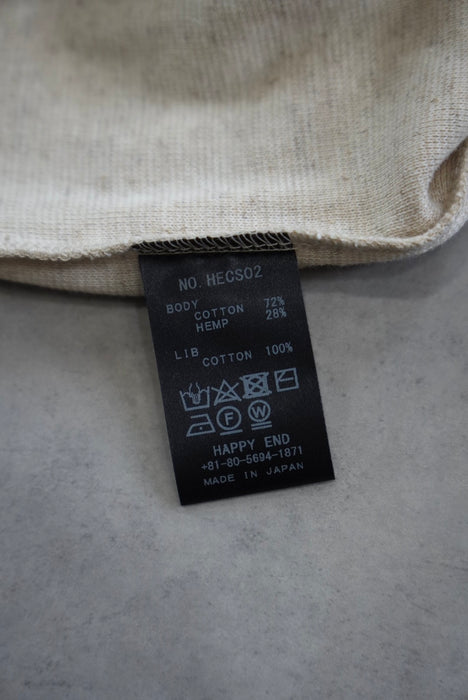 NO. HECS02
BODY
COTTON 72%
HEMP 28%
LIB
COTTON 100%
F W
HAPPY END
+81-80-5694-1871
MADE IN JAPAN